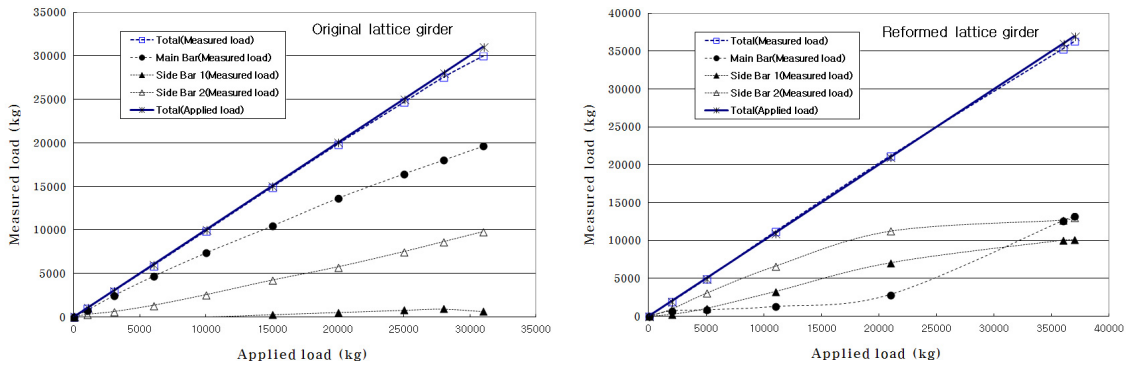 Original lattice girder
Total(Measured load)
Main Bar(Measured load)
Side Bar 1(Measured load)
Side Bar 2(Measured load)
Total(Applied load)
Measured load (kg)
35000
30000
25000
20000
15000
10000
5000
0
0
5000
10000
15000
20000
25000
30000
35000
Applied load (kg)
Reformed lattice girder
Total(Measured load)
Main Bar(Measured load)
Side Bar 1(Measured load)
Side Bar 2(Measured load)
Total(Applied load)
Measured load (kg)
40000
35000
30000
25000
20000
15000
10000
5000
0
0
5000
10000
15000
20000
25000
30000
35000
40000
Applied load (kg)